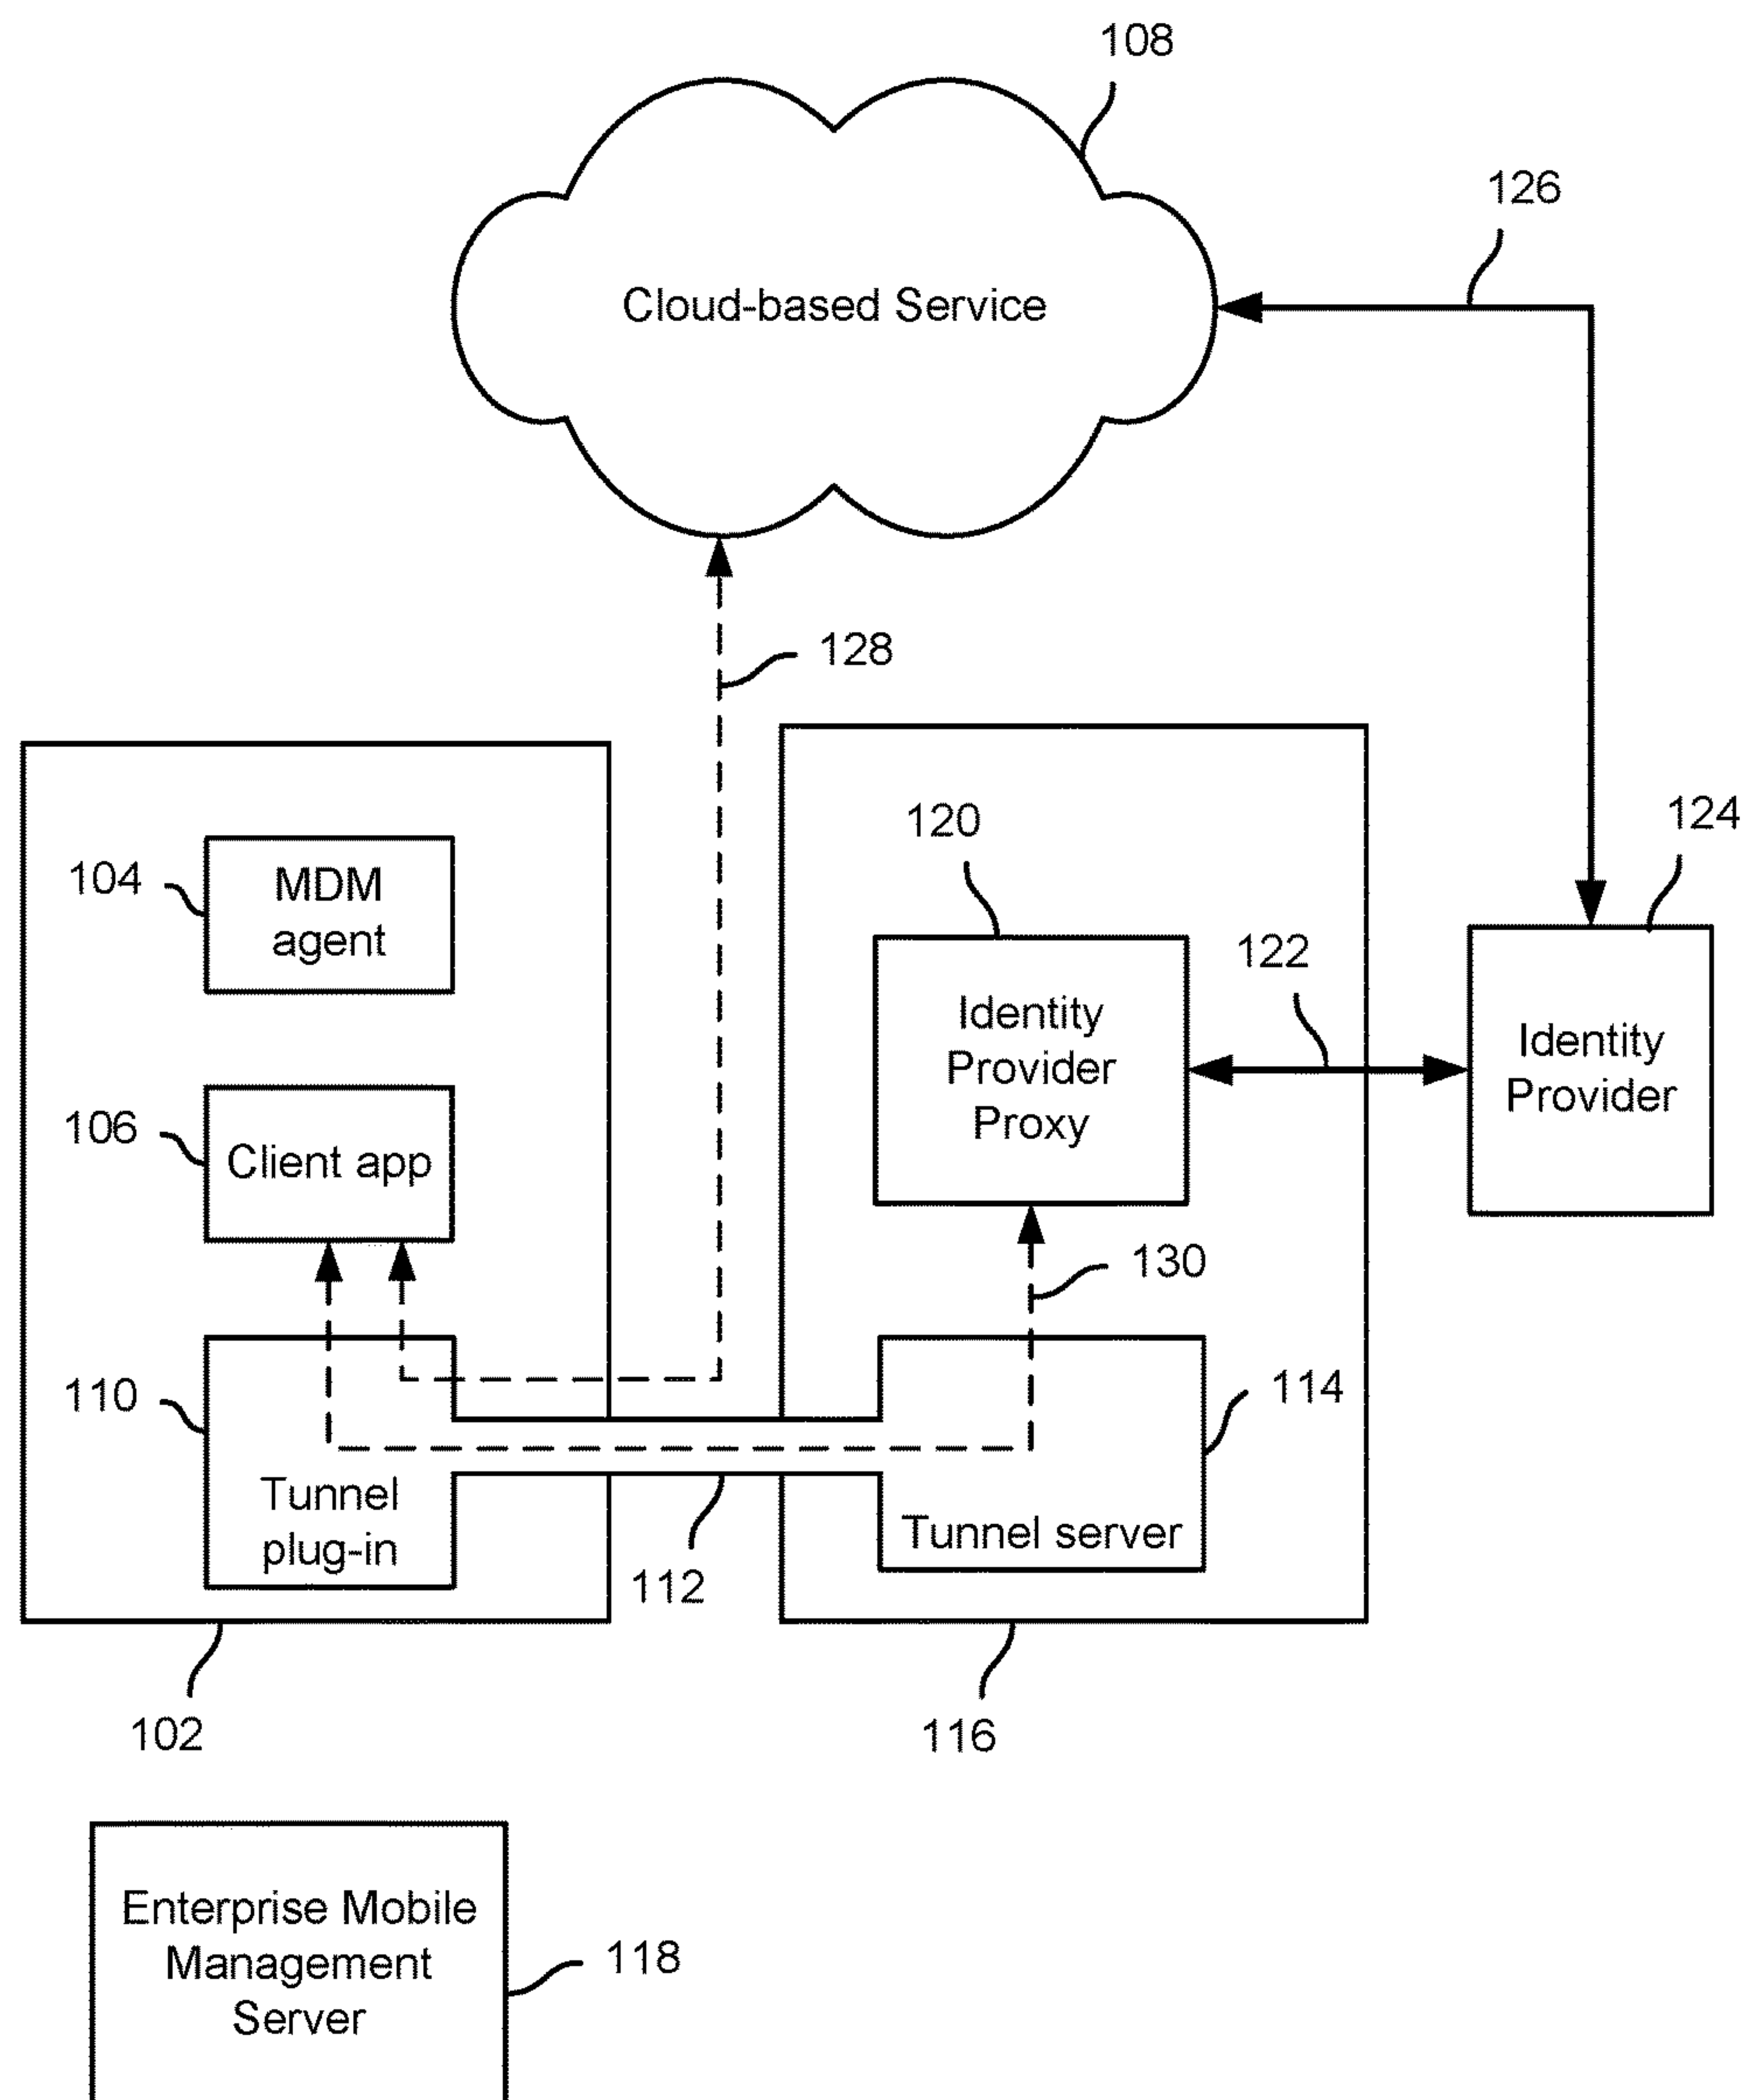 108
126
Cloud-based Service
128
124
120
104
MDM
agent
122
Identity
Provider
Proxy
Identity
Provider
106
Client app
130
110
114
Tunnel
plug-in
Tunnel server
112
102
116
Enterprise Mobile
Management
Server
118